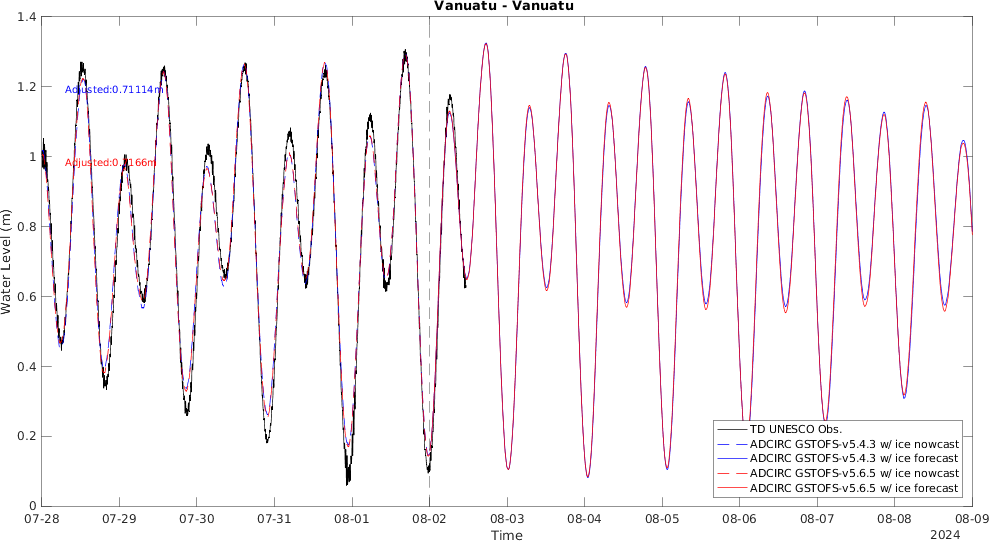 Vanuatu - Vanuatu
1.4
1.2
1
0.8
0.6
0.4
0.2
0
Water Level (m)
Adjusted:0.71114m
TD UNESCO Obs.
ADCIRC GSTOFS-v5.4.3 w/ ice nowcast
ADCIRC GSTOFS-v5.4.3 w/ ice forecast
ADCIRC GSTOFS-v5.6.5 w/ ice nowcast
ADCIRC GSTOFS-v5.6.5 w/ ice forecast
07-28 07-29 07-30 07-31 08-01 08-02 08-03 08-04 08-05 08-06 08-07 08-08 08-09
Time
2024